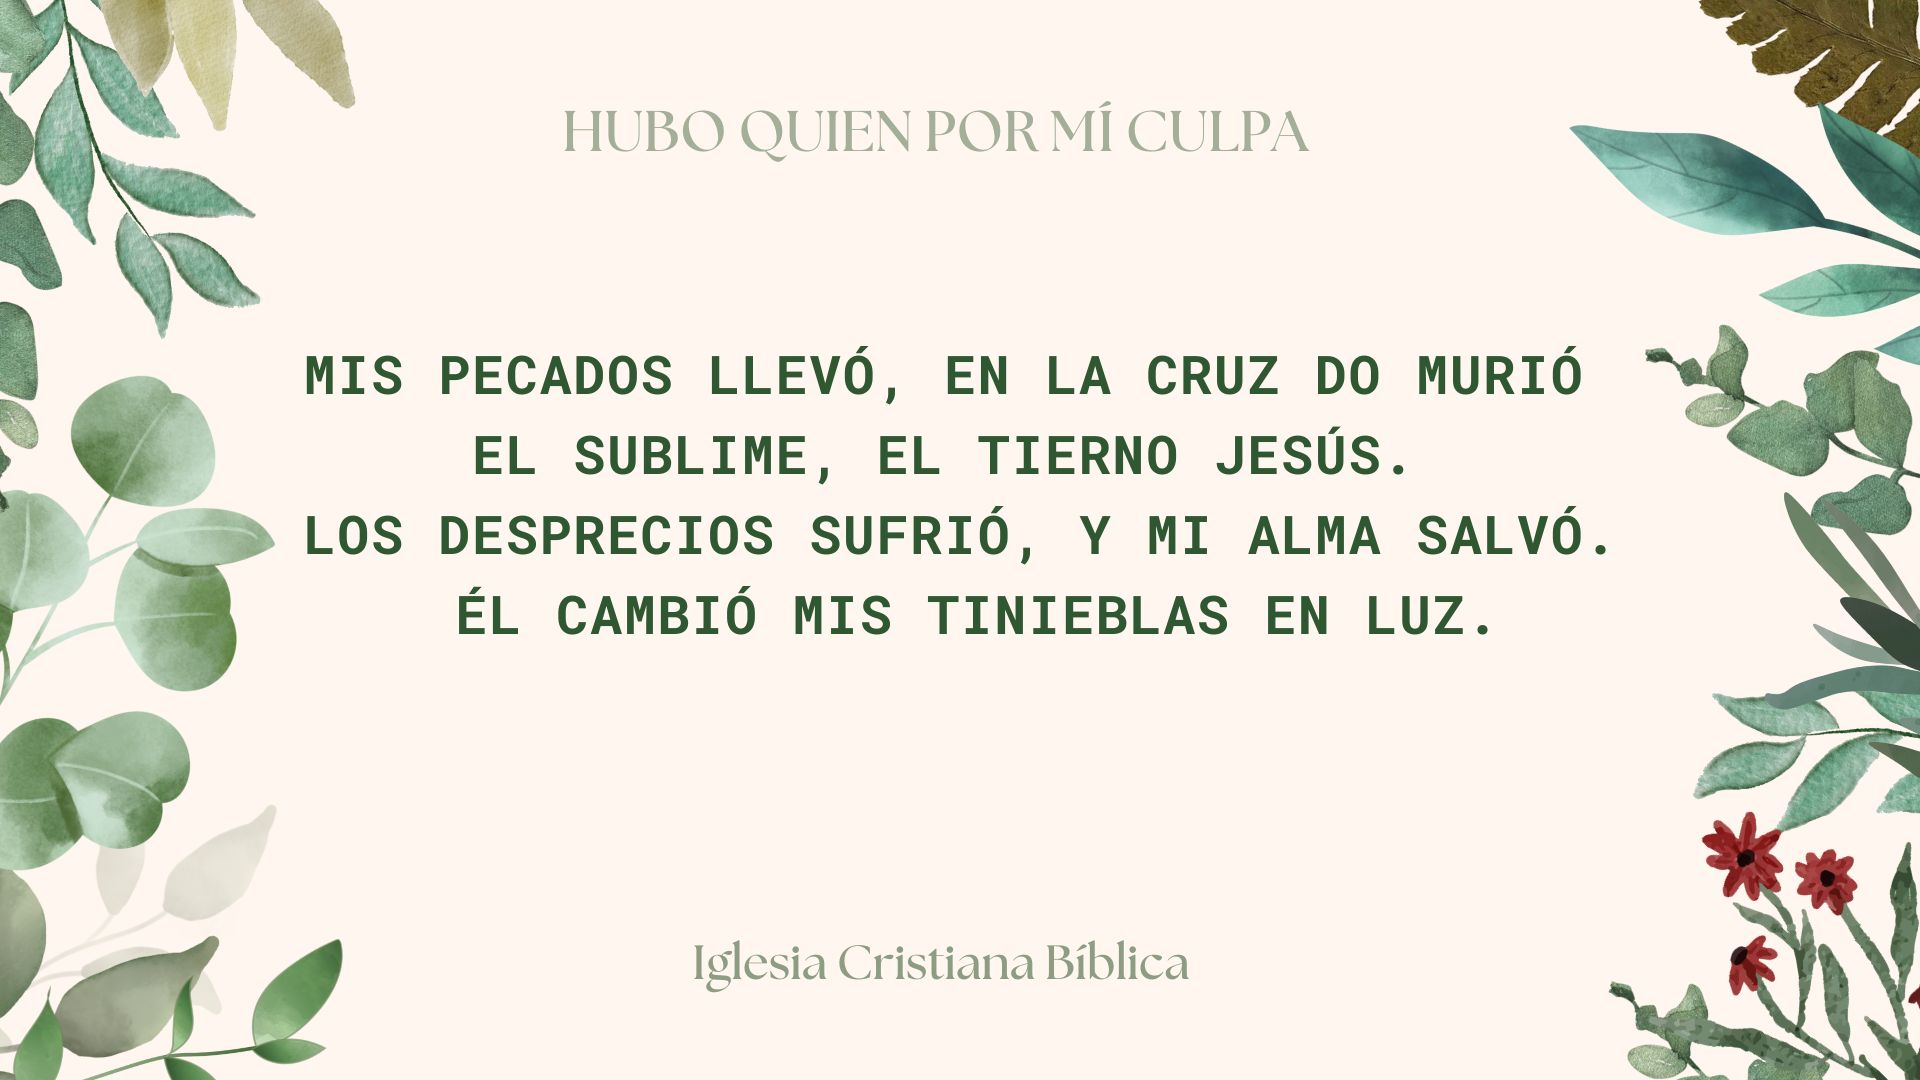 HUBO QUIEN POR MÍ CULPA
MIS PECADOS LLEVÓ, EN LA CRUZ DO MURIÓ
EL SUBLIME, EL TIERNO JESÚS.
LOS DESPRECIOS SUFRIÓ, Y MI ALMA SALVÓ.
ÉL CAMBIÓ MIS TINIEBLAS EN LUZ.
Iglesia Cristiana Bíblica